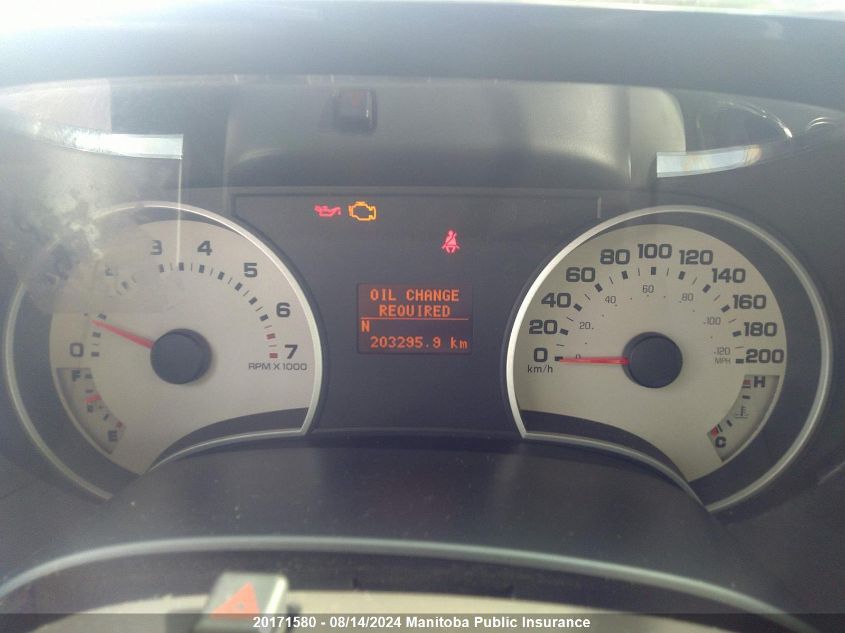 OIL CHANGE
REQUIRED
N
203295.9 km
0 3 4 5 6 7
RPM X 1000
F
E
0 20 40 60 80 100 120 140 160 180 200
0 20 40 60 80 100 120
km/h
MPH
H
C
20171580 - 08/14/2024 Manitoba Public Insurance